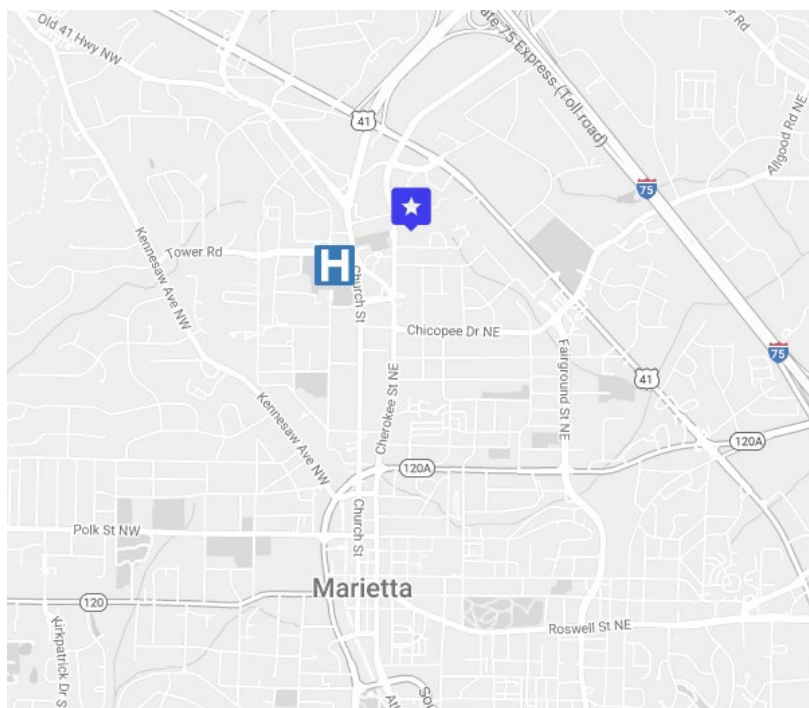 Old 41 Hwy NW
41
75 Express (Toll road)
Allgood Rd NE
75
Kennesaw Ave NW
Tower Rd
H
Church St
Chicopee Dr NE
Fairground St NE
75
41
Cherokee St NE
Kennesaw Ave NW
120A
120A
Church St
Polk St NW
Marietta
120
Roswell St NE
Kirkpatrick Dr S